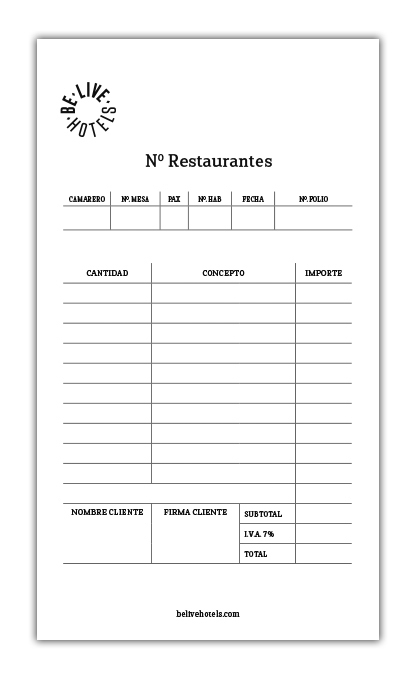 BE·LIVE·
HOTELS
Nº Restaurantes
CAMARERO Nº. MESA PAX Nº. HAB FECHA Nº. FOLIO
CANTIDAD CONCEPTO IMPORTE
NOMBRE CLIENTE FIRMA CLIENTE SUBTOTAL
I.V.A. 7%
TOTAL
belivehotels.com